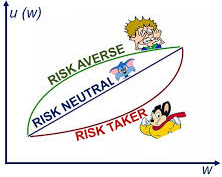 u (w)
RISK AVERSE
RISK NEUTRAL
RISK TAKER
w